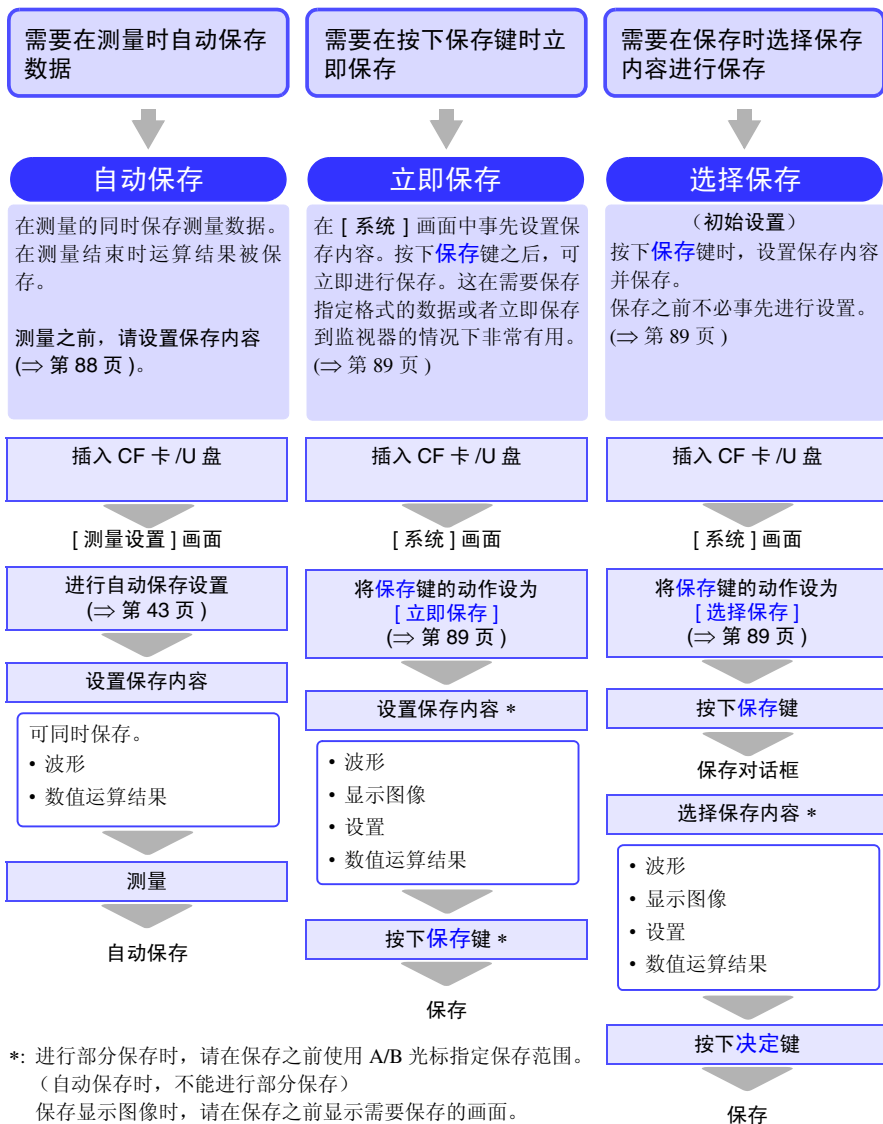 需要在测量时自动保存
数据
自动保存
在测量的同时保存测量数据。
在测量结束时运算结果被保
存。
测量之前，请设置保存内容
(⇒ 第 88 页 )。
插入 CF 卡 /U 盘
[ 测量设置 ] 画面
进行自动保存设置
(⇒ 第 43 页 )
设置保存内容
可同时保存。
• 波形
• 数值运算结果
测量
自动保存
需要在按下保存键时立
即保存
立即保存
在 [ 系统 ] 画面中事先设置保
存内容。按下保存键之后，可
立即进行保存。这在需要保存
指定格式的数据或者立即保存
到监视器的情况下非常有用。
(⇒ 第 89 页 )
插入 CF 卡 /U 盘
[ 系统 ] 画面
将保存键的动作设为
[ 立即保存 ]
(⇒ 第 89 页 )
设置保存内容 *
• 波形
• 显示图像
• 设置
• 数值运算结果
按下保存键 *
保存
需要在保存时选择保存
内容进行保存
选择保存
（初始设置）
按下保存键时，设置保存内容
并保存。
保存之前不必事先进行设置。
(⇒ 第 89 页 )
插入 CF 卡 /U 盘
[ 系统 ] 画面
将保存键的动作设为
[ 选择保存 ]
(⇒ 第 89 页 )
按下保存键
保存对话框
选择保存内容 *
• 波形
• 显示图像
• 设置
• 数值运算结果
按下决定键
保存
*: 进行部分保存时，请在保存之前使用 A/B 光标指定保存范围。
（自动保存时，不能进行部分保存）
保存显示图像时，请在保存之前显示需要保存的画面。